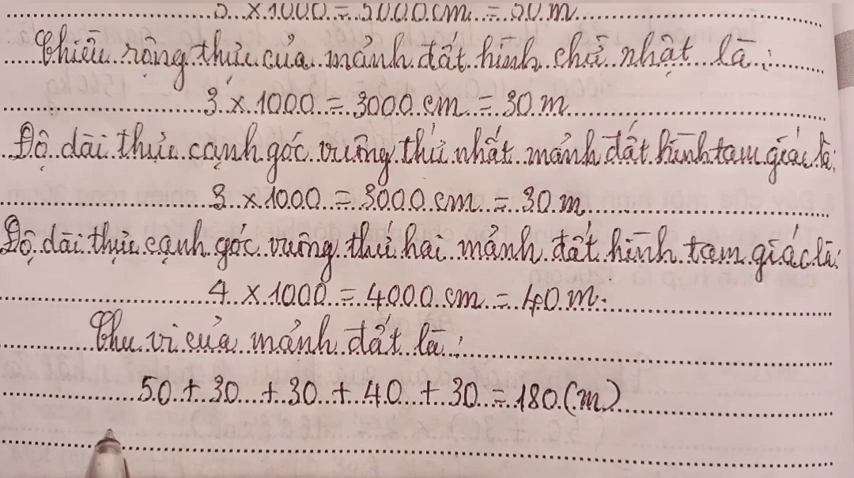 5 × 1000 = 5000 cm = 50 m
Chiều rộng thực của mảnh đất hình chữ nhật là:
3 × 1000 = 3000 cm = 30 m
Độ dài thực cạnh góc vuông thứ nhất mảnh đất hình tam giác là:
3 × 1000 = 3000 cm = 30 m
Độ dài thực cạnh góc vuông thứ hai mảnh đất hình tam giác là:
4 × 1000 = 4000 cm = 40 m.
Chu vi của mảnh đất là:
50 + 30 + 30 + 40 + 30 = 180 (m)